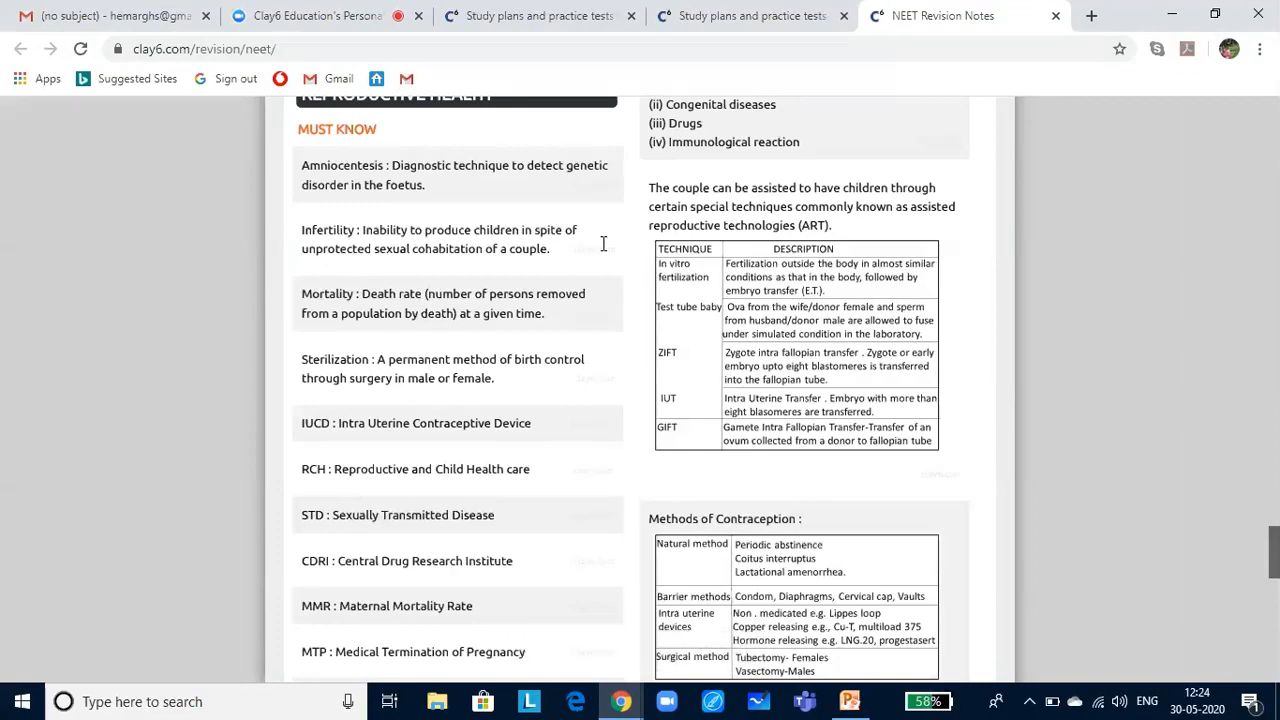 (no subject) - hemarghs@gma
Clay6 Education's Persona
Study plans and practice tests
Study plans and practice tests
NEET Revision Notes
clay6.com/revision/neet/
Apps
Suggested Sites
Sign out
Gmail
REPRODUCTIVE HEALTH
MUST KNOW
Amniocentesis : Diagnostic technique to detect genetic
disorder in the foetus.
Infertility : Inability to produce children in spite of
unprotected sexual cohabitation of a couple.
Mortality : Death rate (number of persons removed
from a population by death) at a given time.
Sterilization : A permanent method of birth control
through surgery in male or female.
IUCD : Intra Uterine Contraceptive Device
RCH : Reproductive and Child Health care
STD : Sexually Transmitted Disease
CDRI : Central Drug Research Institute
MMR : Maternal Mortality Rate
MTP : Medical Termination of Pregnancy
(ii) Congenital diseases
(iii) Drugs
(iv) Immunological reaction
The couple can be assisted to have children through
certain special techniques commonly known as assisted
reproductive technologies (ART).
TECHNIQUE DESCRIPTION
In vitro Fertilization outside the body in almost similar
fertilization conditions as that in the body, followed by
embryo transfer (E.T.).
Test tube baby Ova from the wife/donor female and sperm
from husband/donor male are allowed to fuse
under simulated condition in the laboratory.
ZIFT Zygote intra fallopian transfer . Zygote or early
embryo upto eight blastomeres is transferred
into the fallopian tube.
IUT Intra Uterine Transfer . Embryo with more than
eight blasomeres are transferred.
GIFT Gamete Intra Fallopian Transfer-Transfer of an
ovum collected from a donor to fallopian tube
Methods of Contraception :
Natural method Periodic abstinence
Coitus interruptus
Lactational amenorrhea.
Barrier methods Condom, Diaphragms, Cervical cap, Vaults
Intra uterine Non . medicated e.g. Lippes loop
devices Copper releasing e.g., Cu-T, multiload 375
Hormone releasing e.g. LNG.20, progestasert
Surgical method Tubectomy- Females
Vasectomy-Males
Type here to search
58%
ENG
12:24
30-05-2020